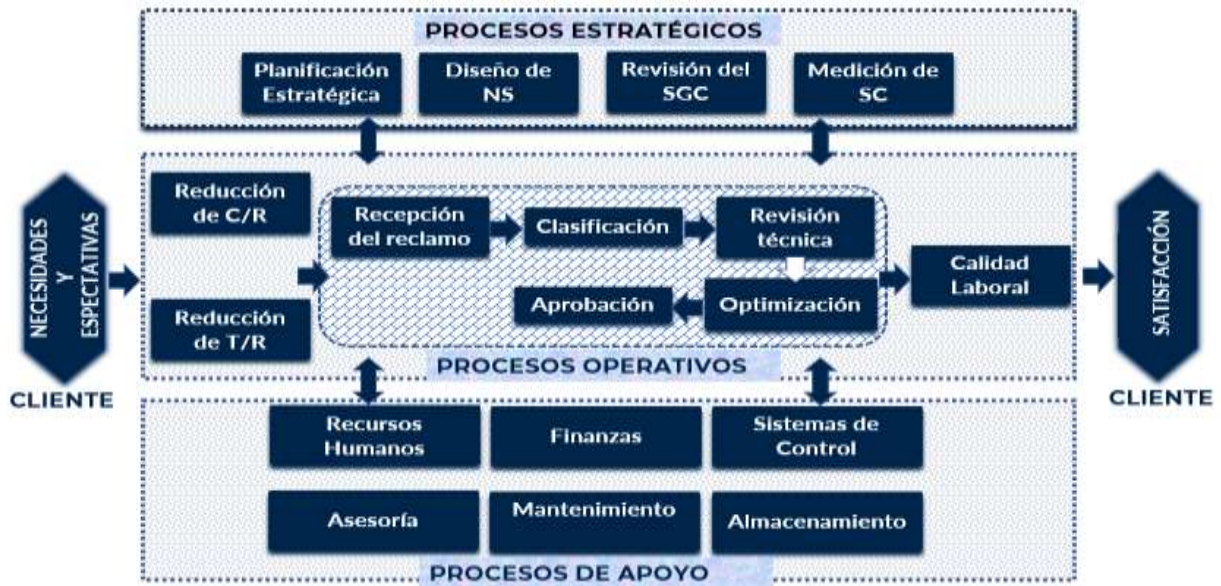 PROCESOS ESTRATÉGICOS
Planificación
Estratégica
Diseño de
NS
Revisión del
SGC
Medición de
SC
NECESIDADES
Y
ESPECTATIVAS
CLIENTE
Reducción
de C/R
Reducción
de T/R
Recepción
del reclamo
Clasificación
Revisión
técnica
Aprobación
Optimización
Calidad
Laboral
PROCESOS OPERATIVOS
SATISFACCIÓN
CLIENTE
Recursos
Humanos
Finanzas
Sistemas de
Control
Asesoría
Mantenimiento
Almacenamiento
PROCESOS DE APOYO